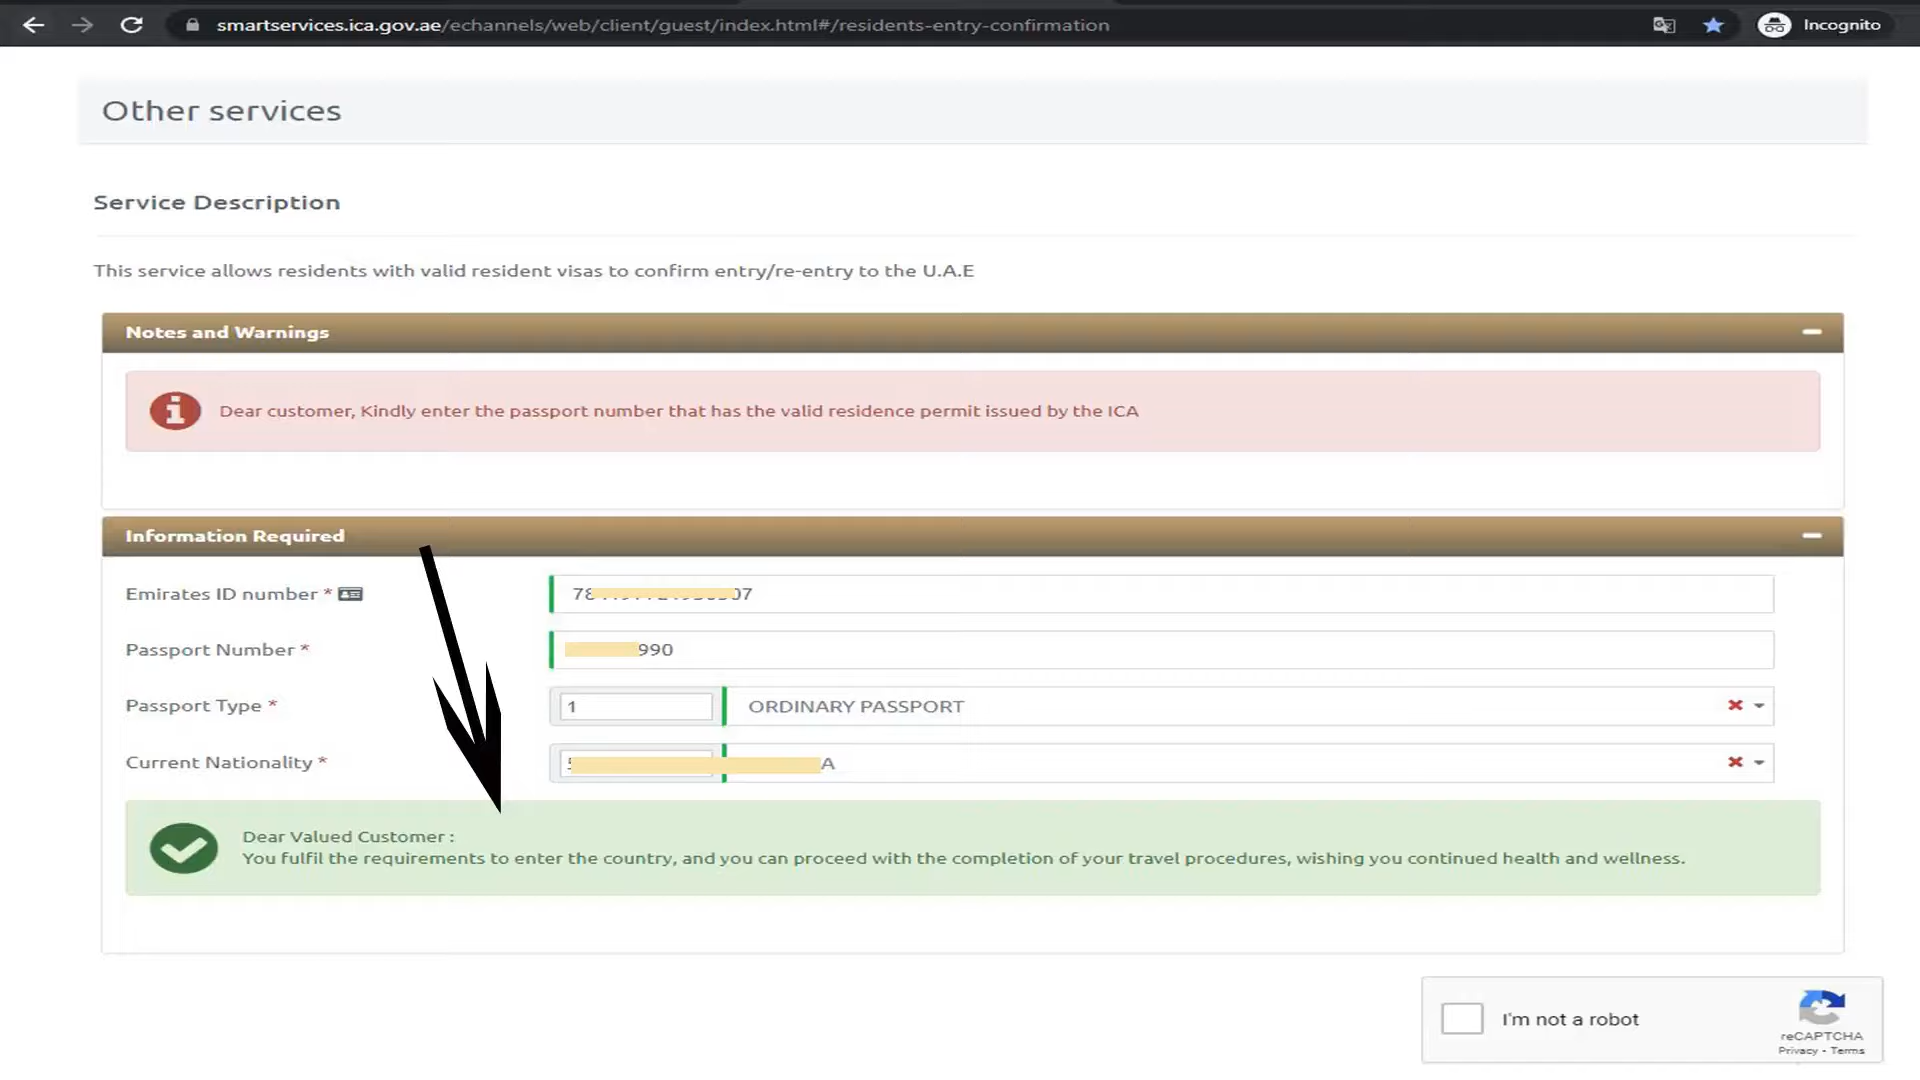 smartservices.ica.gov.ae/echannels/web/client/guest/index.html#/residents-entry-confirmation
Incognito
Other services
Service Description
This service allows residents with valid resident visas to confirm entry/re-entry to the U.A.E
Notes and Warnings
Dear customer, Kindly enter the passport number that has the valid residence permit issued by the ICA
Information Required
Emirates ID number *
78 07
Passport Number *
990
Passport Type *
1
ORDINARY PASSPORT
Current Nationality *
A
Dear Valued Customer :
You fulfil the requirements to enter the country, and you can proceed with the completion of your travel procedures, wishing you continued health and wellness.
I'm not a robot
reCAPTCHA
Privacy - Terms